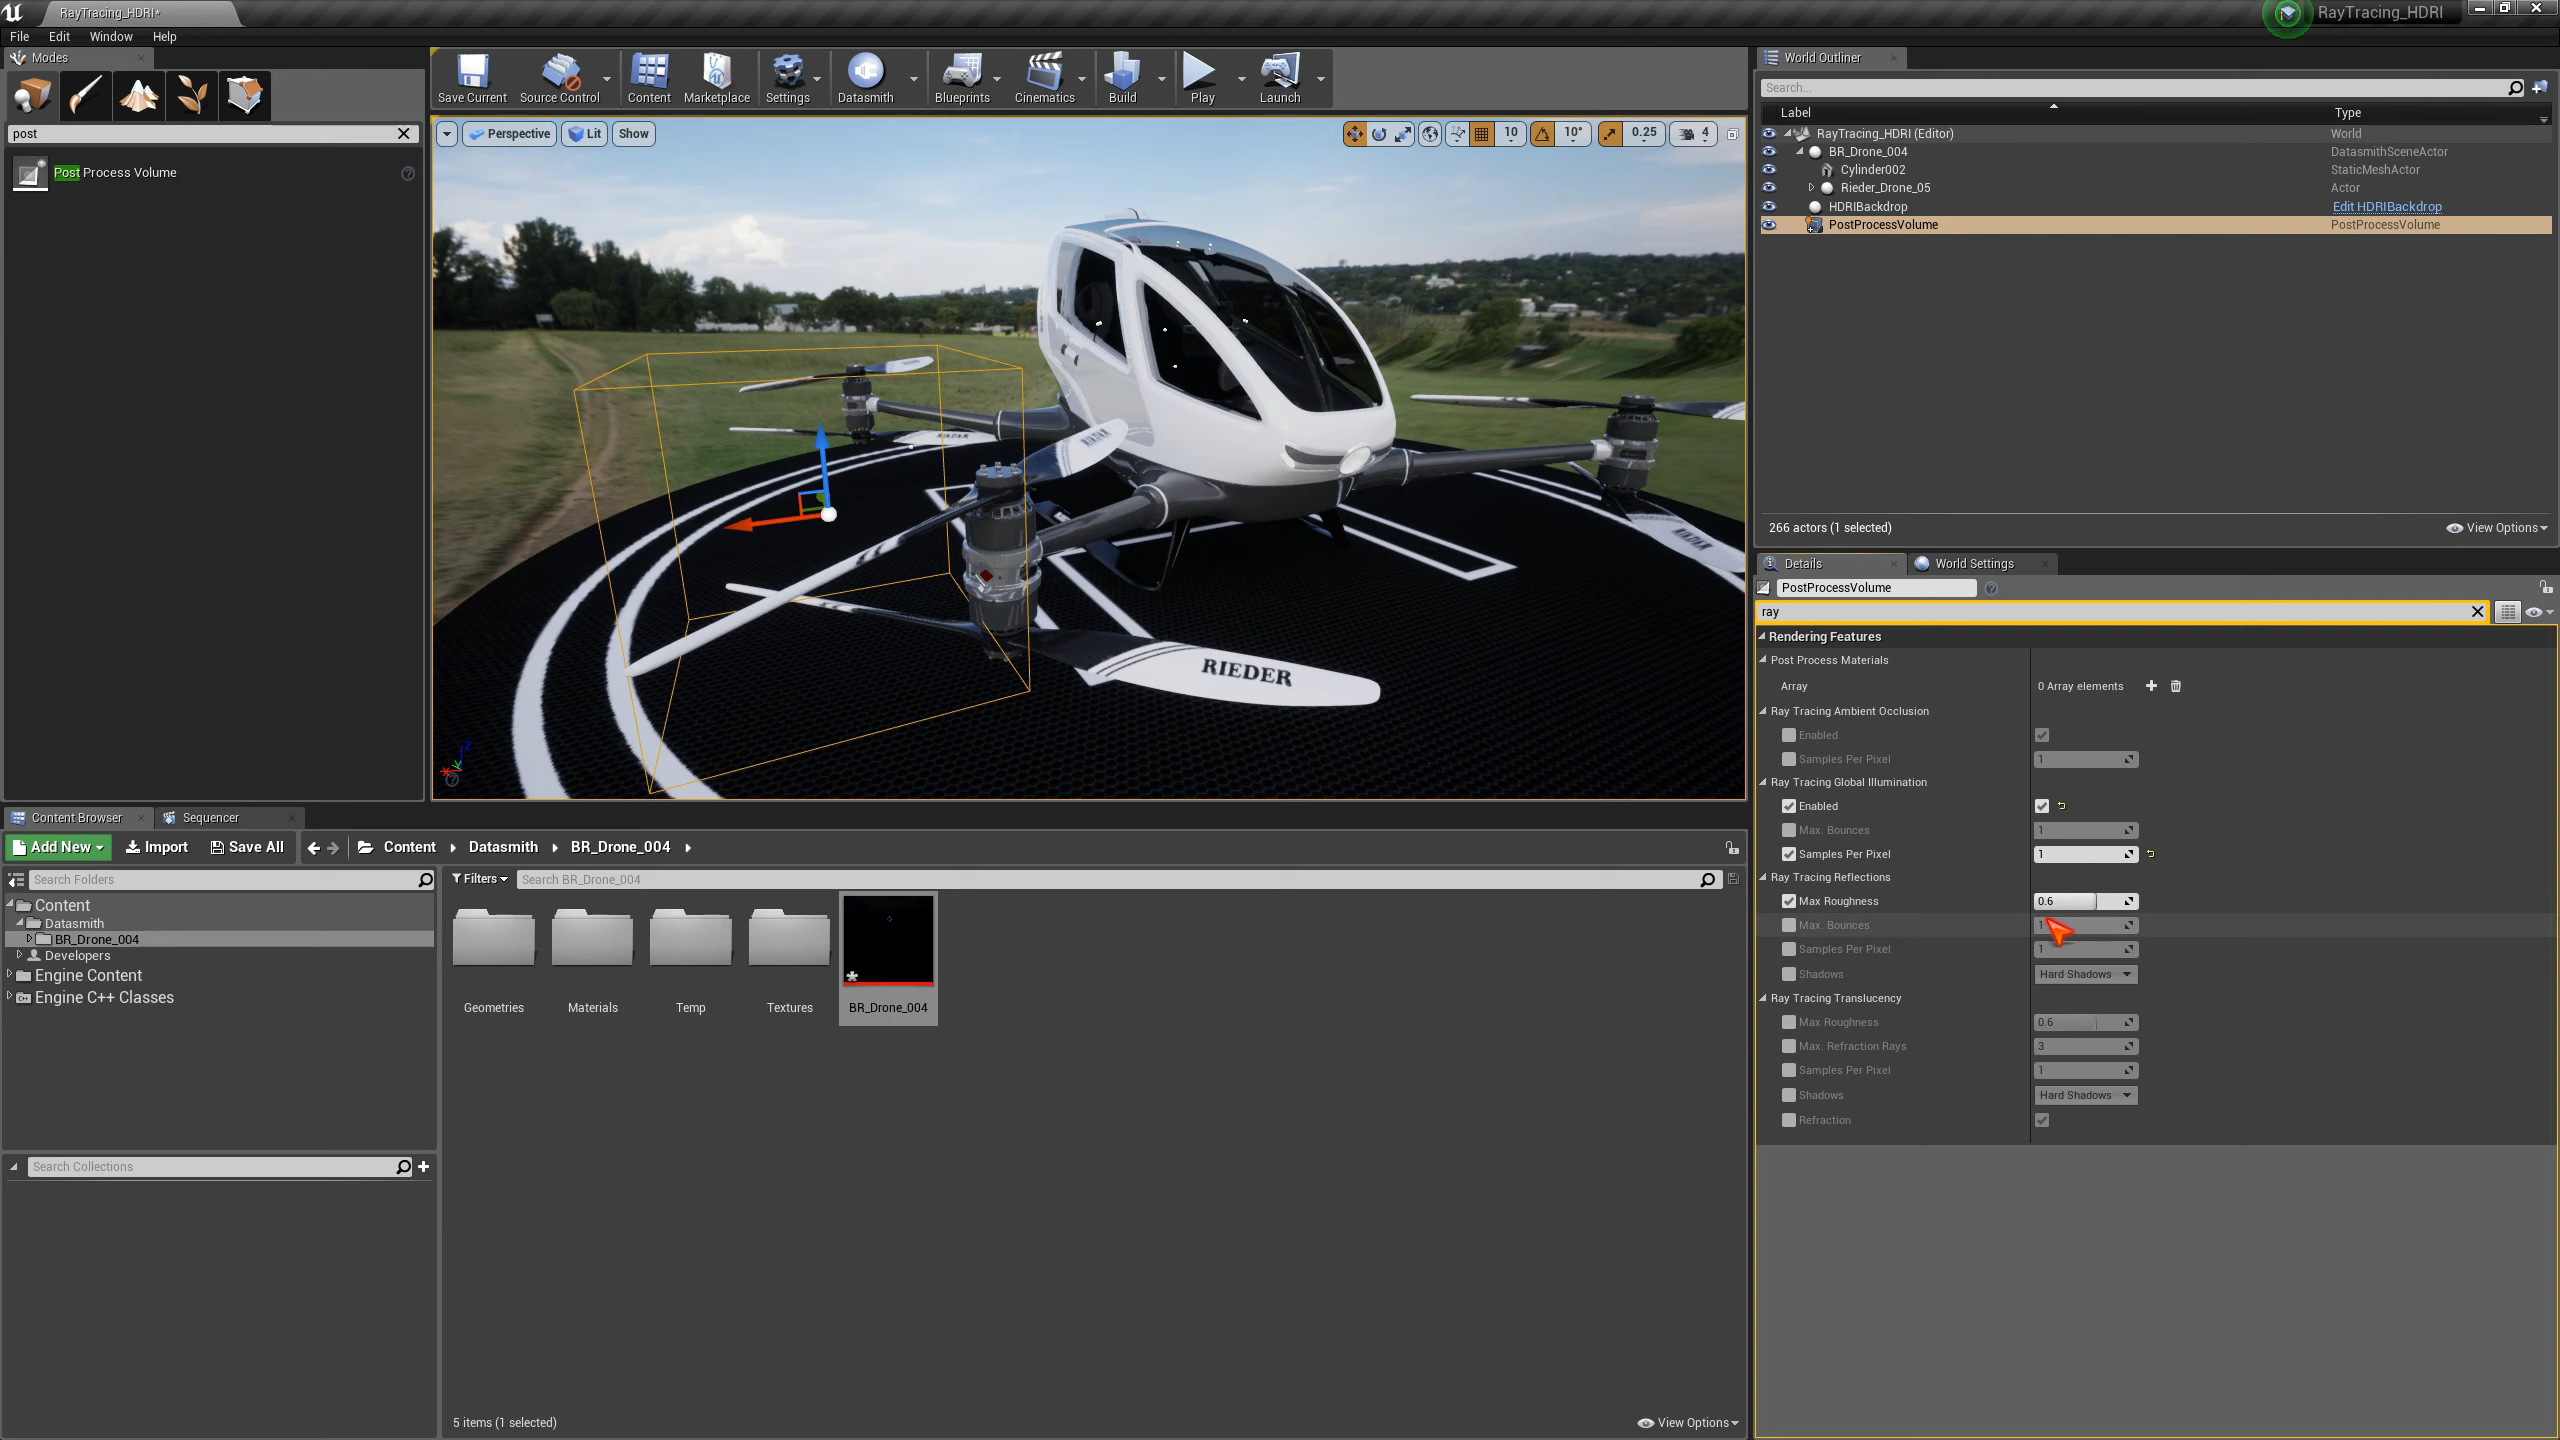 RayTracing_HDRI*
RayTracing_HDRI
File Edit Window Help
Modes
post
Post Process Volume
Save Current Source Control Content Marketplace Settings Datasmith Blueprints Cinematics Build Play Launch
Perspective Lit Show
10 10° 0.25 4
RIEDER
World Outliner
Search...
Label Type
RayTracing_HDRI (Editor) World
BR_Drone_004 DatasmithSceneActor
Cylinder002 StaticMeshActor
Rieder_Drone_05 Actor
HDRIBackdrop Edit HDRIBackdrop
PostProcessVolume PostProcessVolume
266 actors (1 selected) View Options
Details World Settings
PostProcessVolume
ray
Rendering Features
Post Process Materials
Array 0 Array elements
Ray Tracing Ambient Occlusion
Enabled
Samples Per Pixel 1
Ray Tracing Global Illumination
Enabled
Max. Bounces 1
Samples Per Pixel 1
Ray Tracing Reflections
Max Roughness 0.6
Max. Bounces 1
Samples Per Pixel 1
Shadows Hard Shadows
Ray Tracing Translucency
Max Roughness 0.6
Max. Refraction Rays 3
Samples Per Pixel 1
Shadows Hard Shadows
Refraction
Content Browser Sequencer
Add New Import Save All Content Datasmith BR_Drone_004
Search Folders
Content
Datasmith
BR_Drone_004
Developers
Engine Content
Engine C++ Classes
Search Collections
Filters Search BR_Drone_004
Geometries Materials Temp Textures BR_Drone_004
5 items (1 selected) View Options